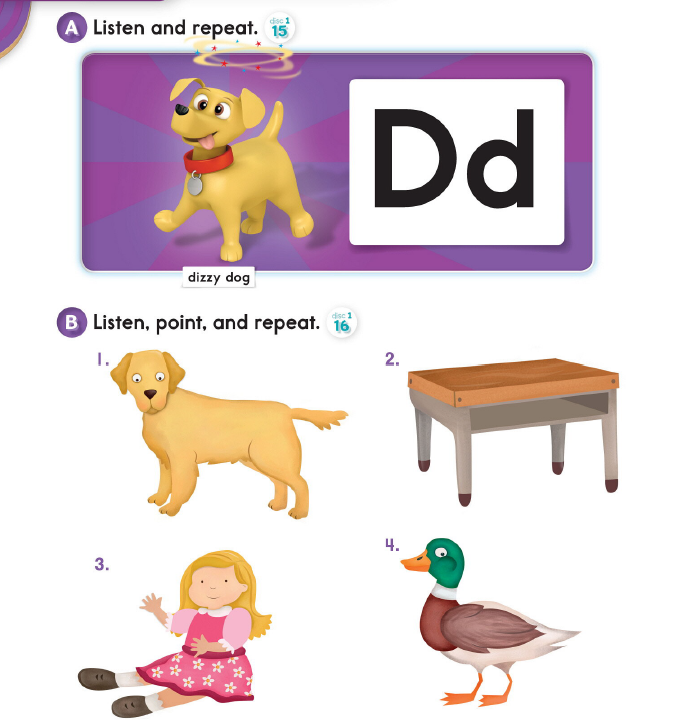 A Listen and repeat. disc 1 15
Dd
dizzy dog
B Listen, point, and repeat. disc 1 16
1.
2.
3.
4.